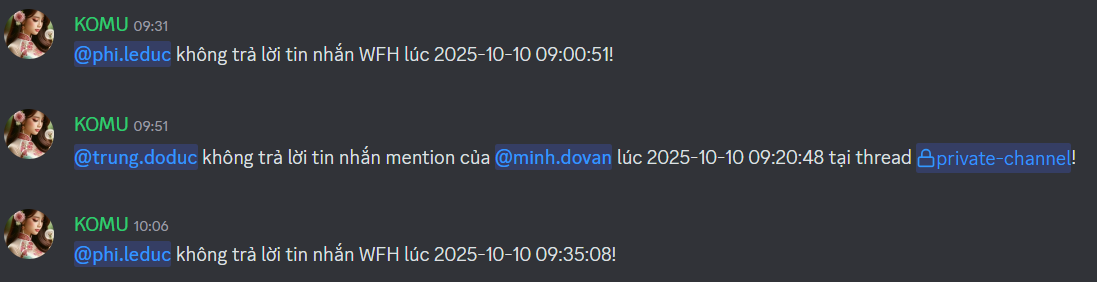 KOMU 09:31
@phi.leduc không trả lời tin nhắn WFH lúc 2025-10-10 09:00:51!
KOMU 09:51
@trung.doduc không trả lời tin nhắn mention của @minh.dovan lúc 2025-10-10 09:20:48 tại thread private-channel!
KOMU 10:06
@phi.leduc không trả lời tin nhắn WFH lúc 2025-10-10 09:35:08!